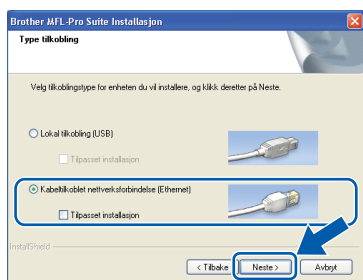 Brother MFL-Pro Suite Installasjon
Type tilkobling
Velg tilkoblingstype for enheten du vil installere, og klikk deretter på Neste.
Lokal tilkobling (USB)
Tilpasset installasjon
Kabeltilkoblet nettverksforbindelse (Ethernet)
Tilpasset installasjon
InstallShield
< Tilbake
Neste >
Avbryt